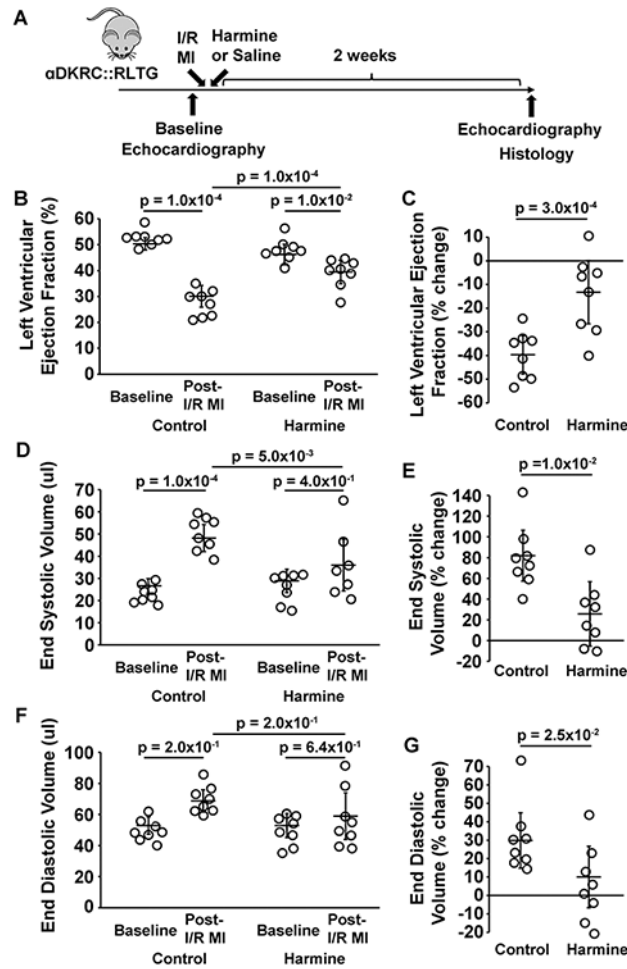 A
αDKRC::RLTG
I/R
MI
Harmine
or Saline
2 weeks
Baseline
Echocardiography
Echocardiography
Histology
B
Left Ventricular
Ejection Fraction (%)
p = 1.0x10-4
p = 1.0x10-4
p = 1.0x10-2
60
50
40
30
20
10
0
Baseline
Post-
I/R MI
Baseline
Post-
I/R MI
Control
Harmine
C
Left Ventricular Ejection
Fraction (% change)
p = 3.0x10-4
10
0
-10
-20
-30
-40
-50
-60
Control
Harmine
D
End Systolic Volume (ul)
p = 5.0x10-3
p = 1.0x10-4
p = 4.0x10-1
70
60
50
40
30
20
10
0
Baseline
Post-
I/R MI
Baseline
Post-
I/R MI
Control
Harmine
E
End Systolic
Volume (% change)
p =1.0x10-2
140
120
100
80
60
40
20
0
-20
Control
Harmine
F
End Diastolic Volume (ul)
p = 2.0x10-1
p = 2.0x10-1
p = 6.4x10-1
100
80
60
40
20
0
Baseline
Post-
I/R MI
Baseline
Post-
I/R MI
Control
Harmine
G
End Diastolic
Volume (% change)
p = 2.5x10-2
80
70
60
50
40
30
20
10
0
-10
-20
Control
Harmine